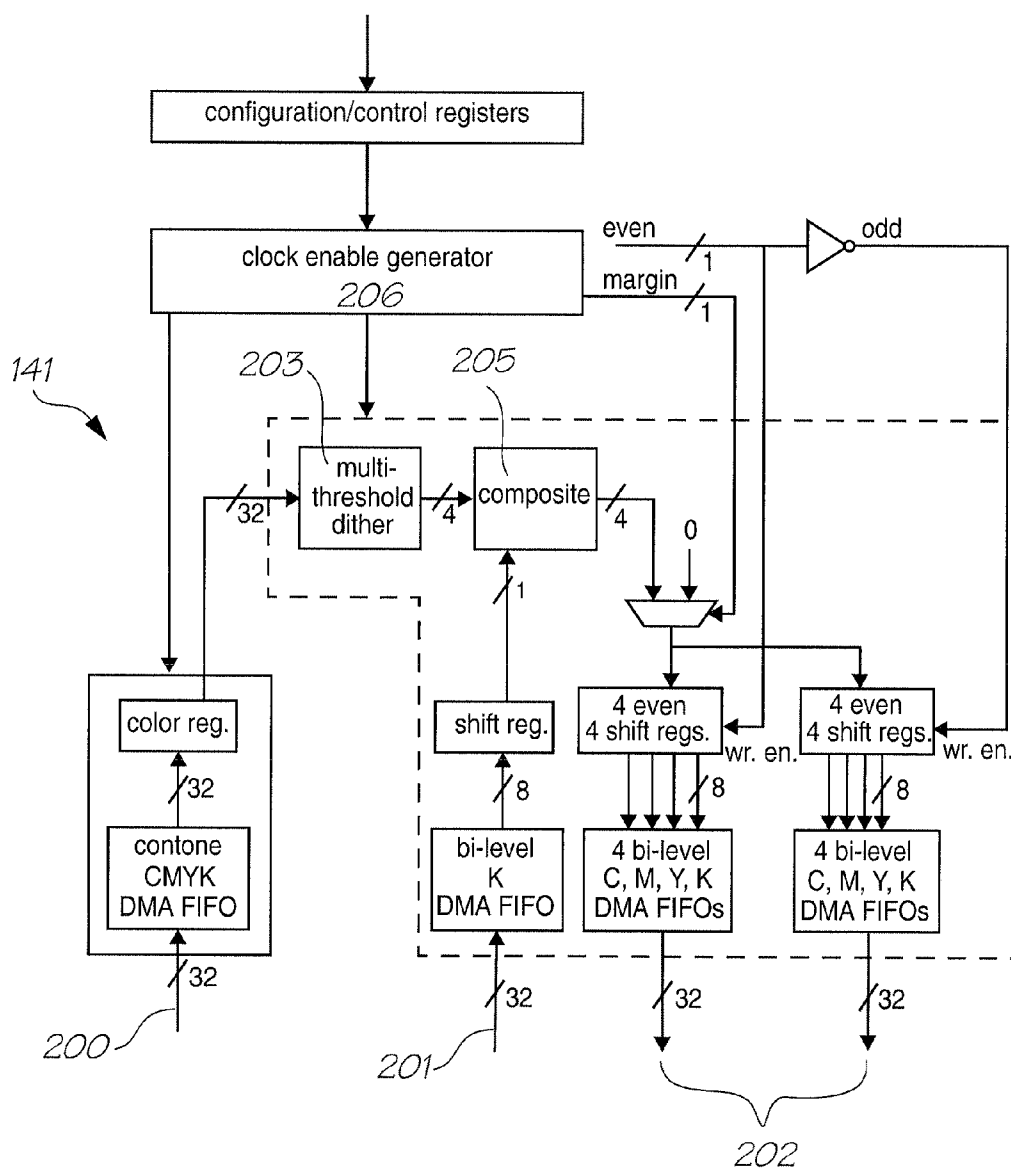 configuration/control registers
clock enable generator
206
even
1
odd
margin
1
141
203
205
multi-
threshold
dither
32
4
composite
4
0
1
color reg.
shift reg.
4 even
4 shift regs.
wr. en.
4 even
4 shift regs.
wr. en.
32
8
8
8
contone
CMYK
DMA FIFO
bi-level
K
DMA FIFO
4 bi-level
C, M, Y, K
DMA FIFOs
4 bi-level
C, M, Y, K
DMA FIFOs
32
32
32
32
200
201
202